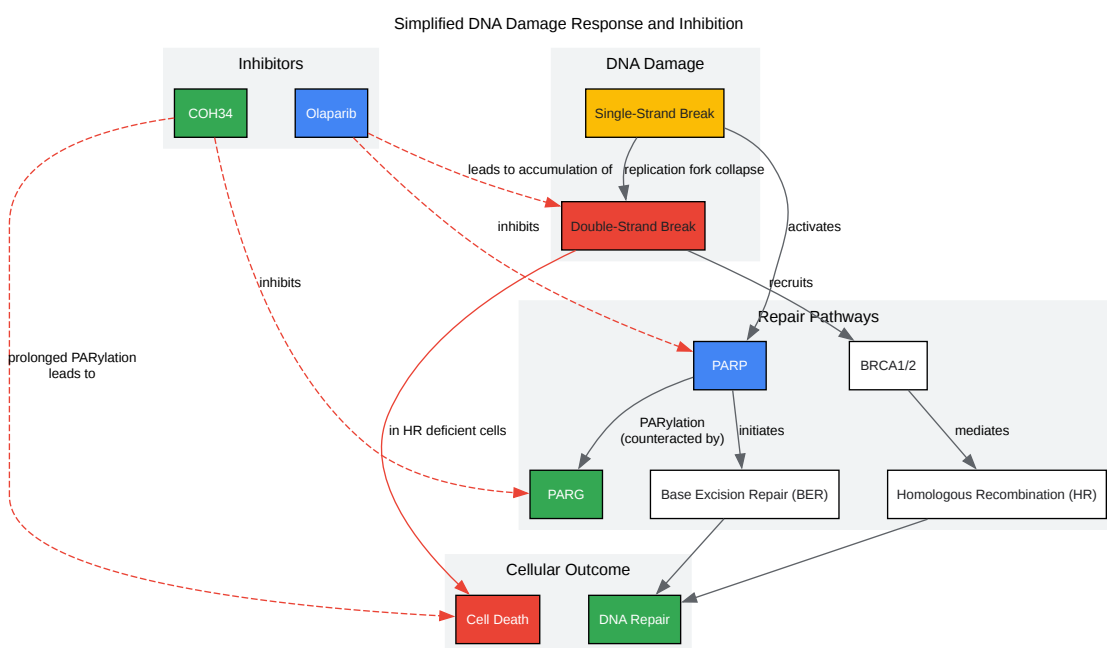 Simplified DNA Damage Response and Inhibition
Inhibitors
DNA Damage
COH34
Olaparib
Single-Strand Break
leads to accumulation of
replication fork collapse
Double-Strand Break
inhibits
activates
inhibits
recruits
Repair Pathways
prolonged PARylation
leads to
PARP
BRCA1/2
in HR deficient cells
PARylation
(counteracted by)
initiates
mediates
PARG
Base Excision Repair (BER)
Homologous Recombination (HR)
Cellular Outcome
Cell Death
DNA Repair